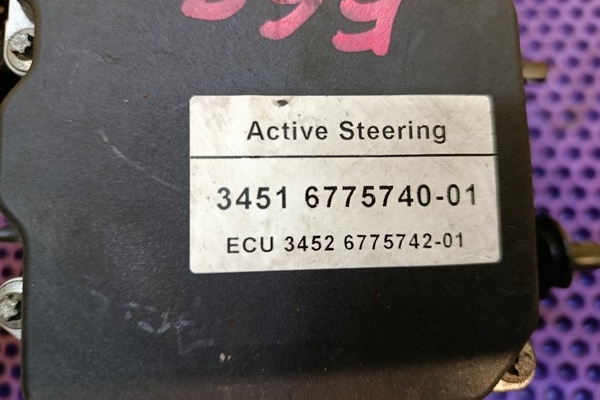 Active Steering
3451 6775740-01
ECU 3452 6775742-01